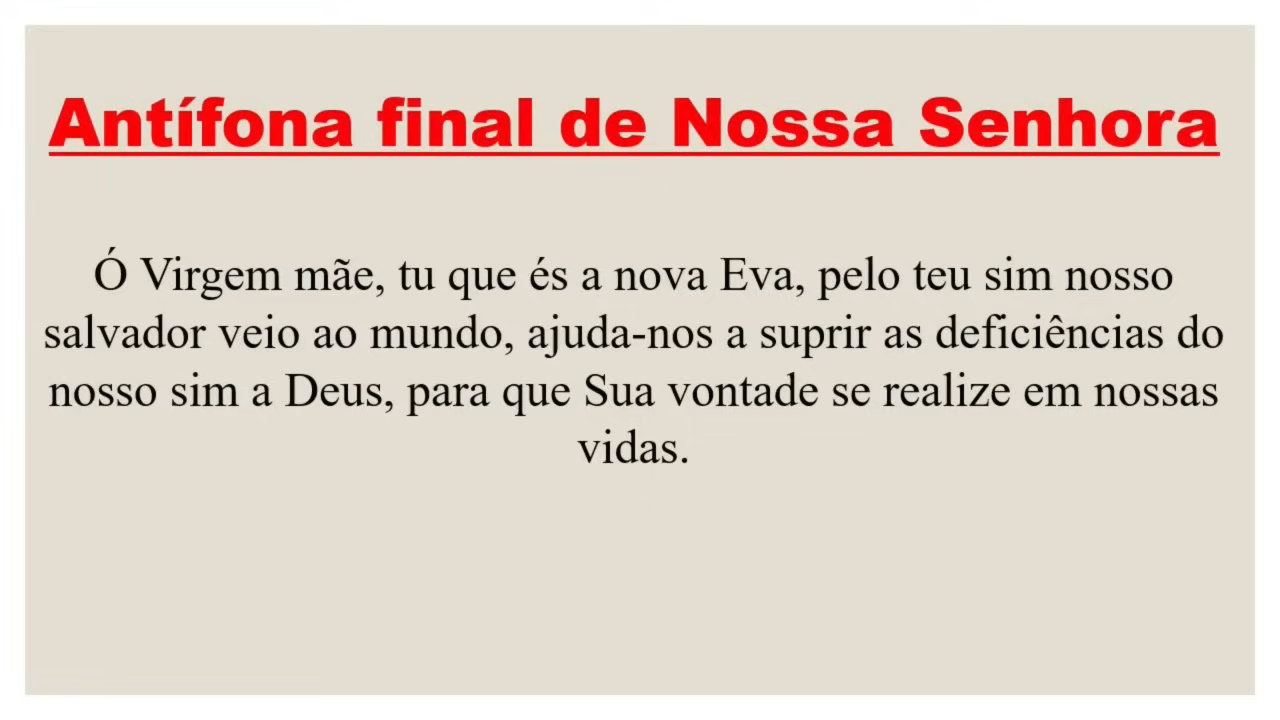 Antífona final de Nossa Senhora
Ó Virgem mãe, tu que és a nova Eva, pelo teu sim nosso
salvador veio ao mundo, ajuda-nos a suprir as deficiências do
nosso sim a Deus, para que Sua vontade se realize em nossas
vidas.